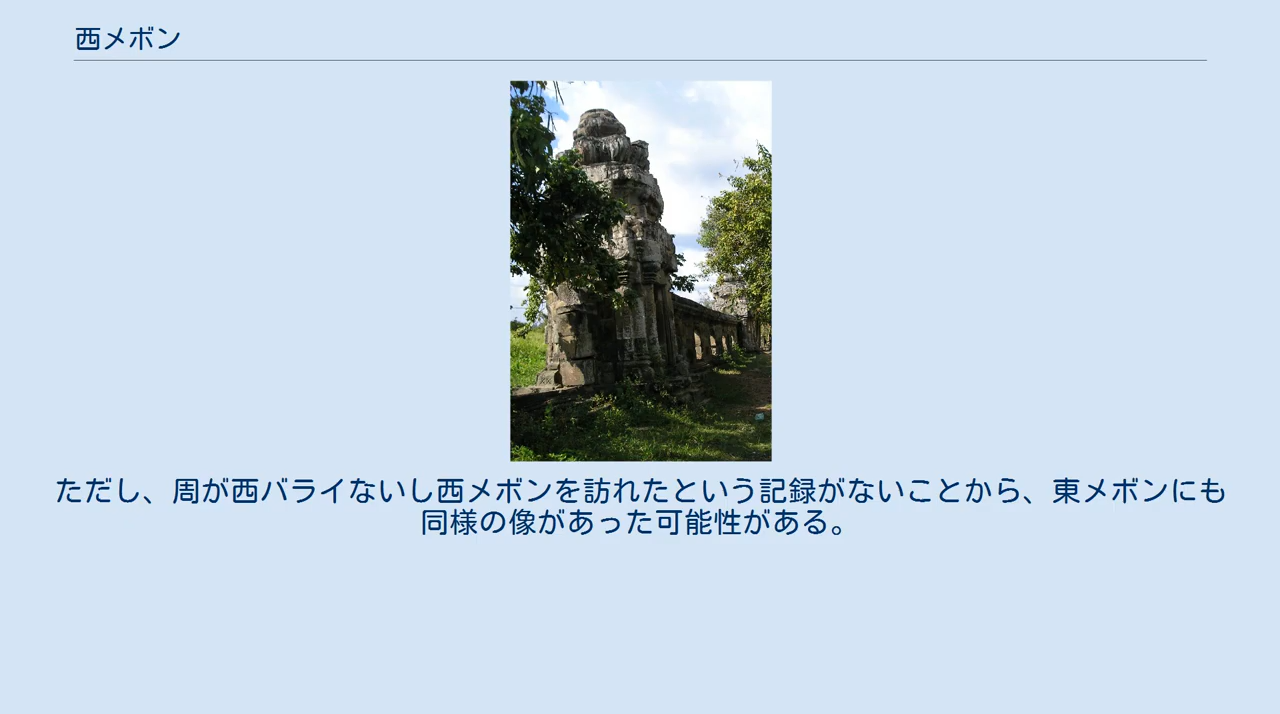 西メボン
ただし、周が西バライないし西メボンを訪れたという記録がないことから、東メボンにも
同様の像があった可能性がある。